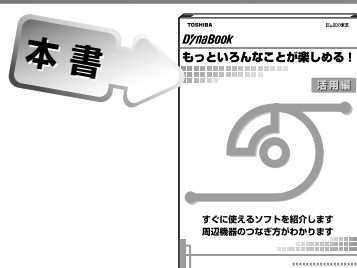 本書
TOSHIBA
DynaBook
もっといろんなことが楽しめる!
活用編
すぐに使えるソフトを紹介します
周辺機器のつなぎ方がわかります